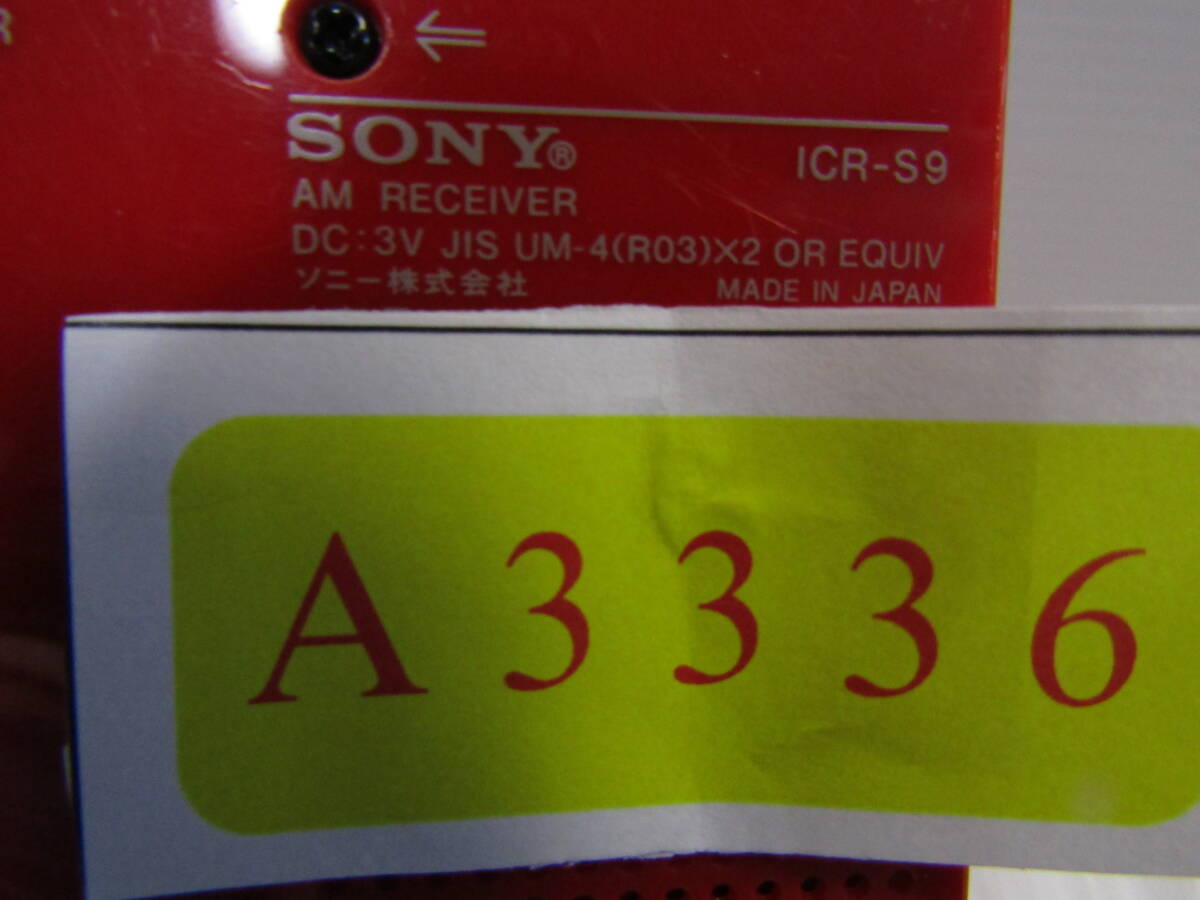 R
SONY® ICR-S9
AM RECEIVER
DC:3V JIS UM-4(R03)X2 OR EQUIV
ソニー株式会社 MADE IN JAPAN
A3336